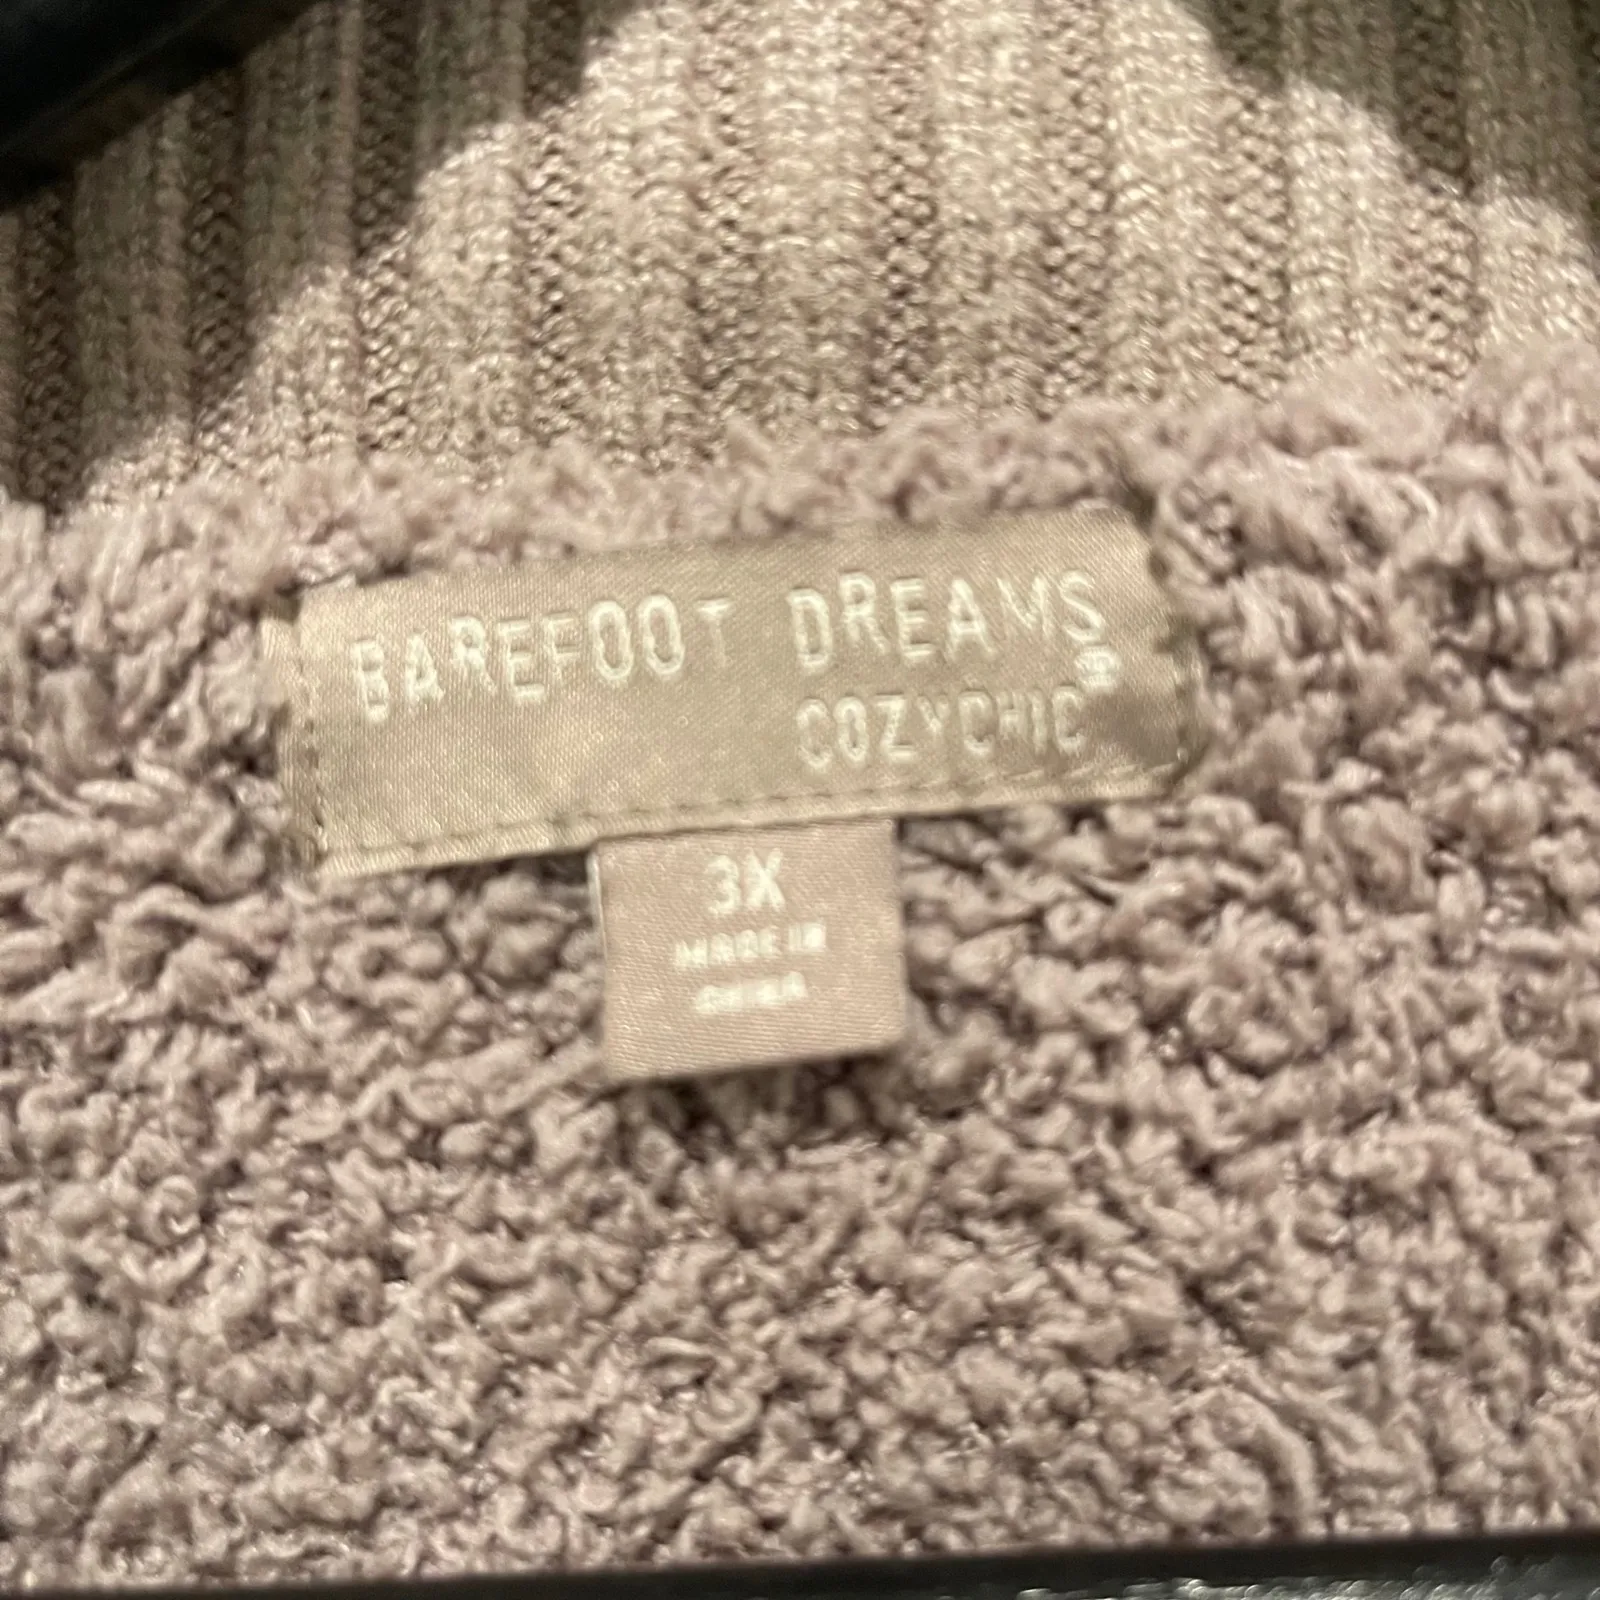 BAREFOOT DREAMS®
COZYCHIC
3X
MADE IN
CHINA